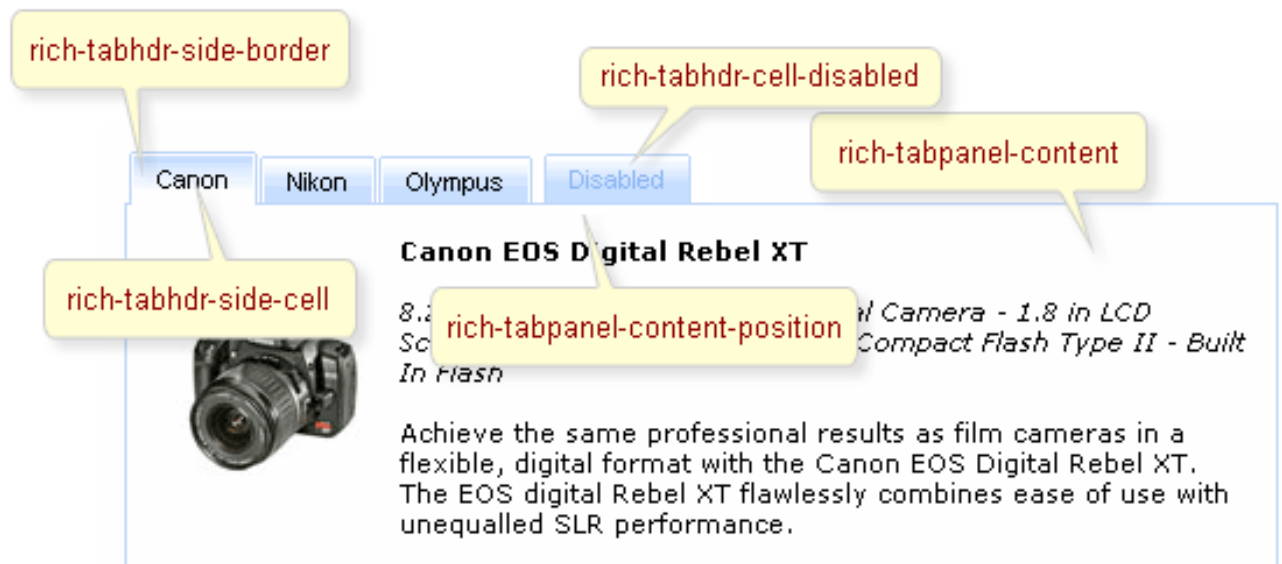 rich-tabhdr-side-border
rich-tabhdr-cell-disabled
rich-tabpanel-content
Canon Nikon Olympus Disabled
Canon EOS Digital Rebel XT
rich-tabhdr-side-cell
rich-tabpanel-content-position
8.2 Camera - 1.8 in LCD
Compact Flash Type II - Built
In Flash
Achieve the same professional results as film cameras in a
flexible, digital format with the Canon EOS Digital Rebel XT.
The EOS digital Rebel XT flawlessly combines ease of use with
unequalled SLR performance.